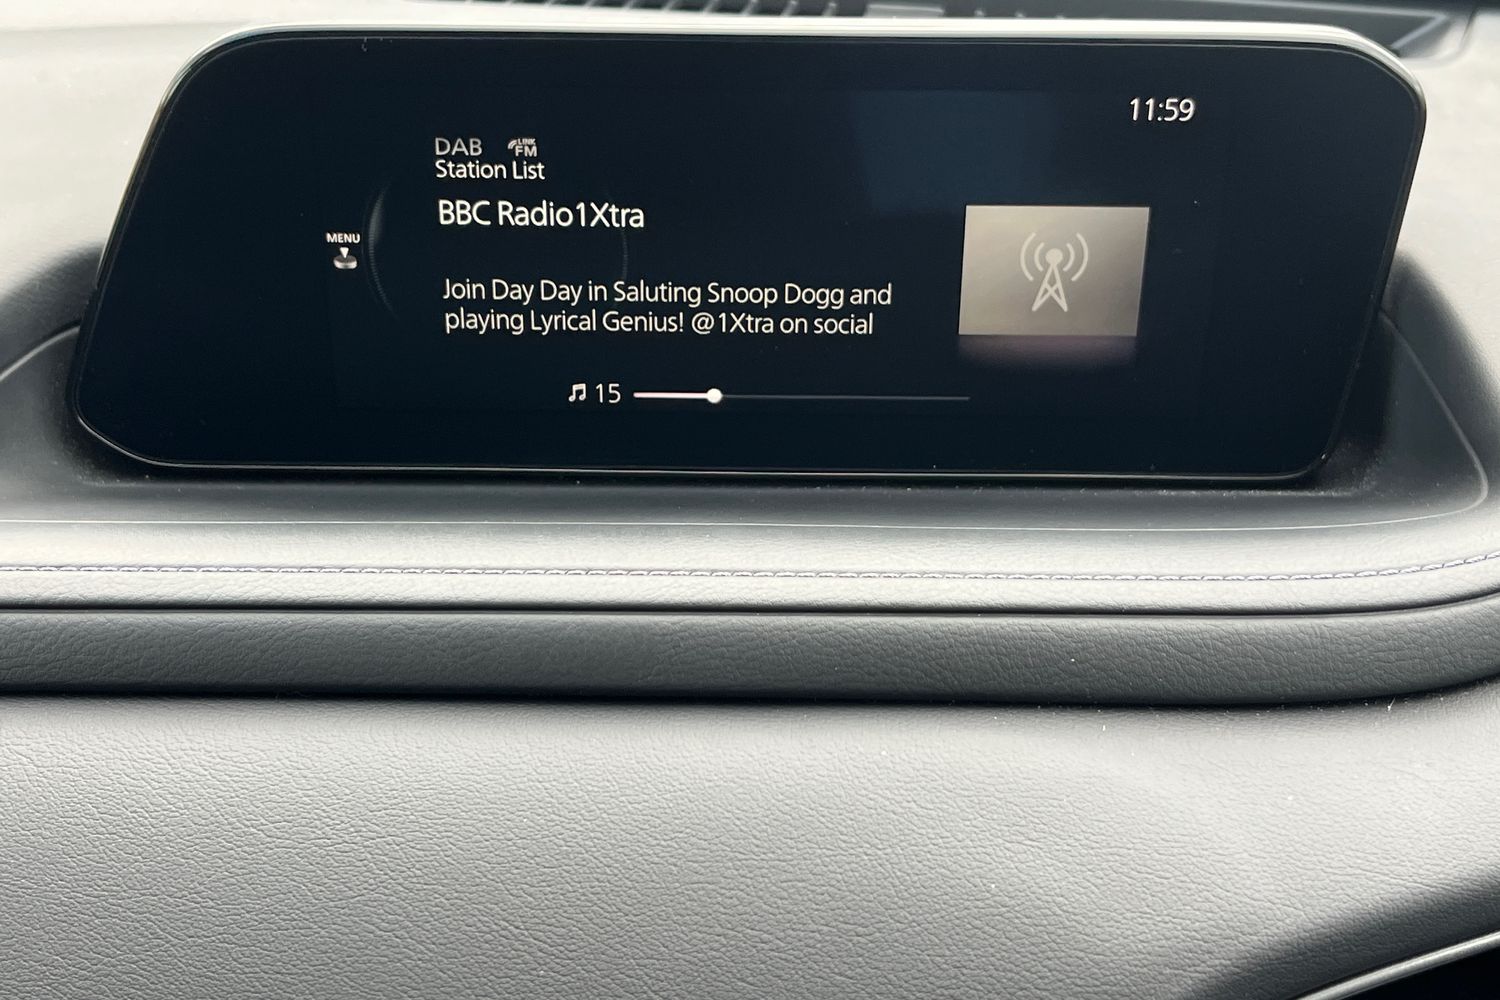 11:59
DAB LINK FM
Station List
BBC Radio1Xtra
MENU
Join Day Day in Saluting Snoop Dogg and
playing Lyrical Genius! @1Xtra on social
15